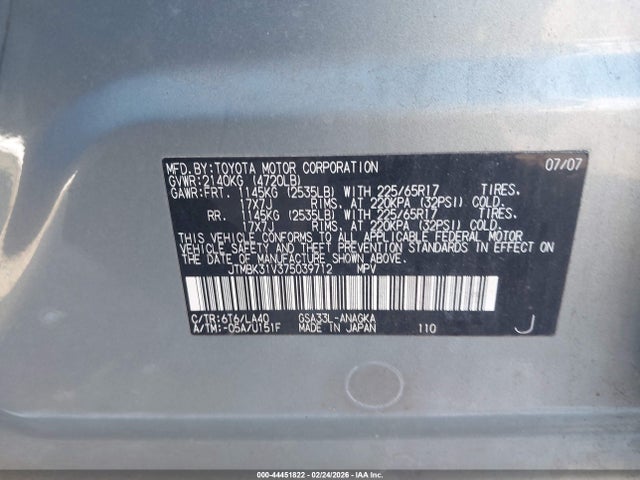 MFD.BY:TOYOTA MOTOR CORPORATION 07/07
GVWR:2140KG (4720LB)
GAWR:FRT. 1145KG (2535LB) WITH 225/65R17 TIRES.
17X7J RIMS, AT 220KPA (32PSI) COLD.
RR. 1145KG (2535LB) WITH 225/65R17 TIRES.
17X7J RIMS, AT 220KPA (32PSI) COLD.
THIS VEHICLE CONFORMS TO ALL APPLICABLE FEDERAL MOTOR
VEHICLE SAFETY AND THEFT PREVENTION STANDARDS IN EFFECT ON
THE DATE OF MANUFACTURE SHOWN ABOVE.
JTMBK31V375039712 MPV
C/TR:6T6/LA40 GSA33L-ANAGKA
A/TM:-05A/U151F MADE IN JAPAN 110 J
000-44451822 - 02/24/2026 - IAA Inc.